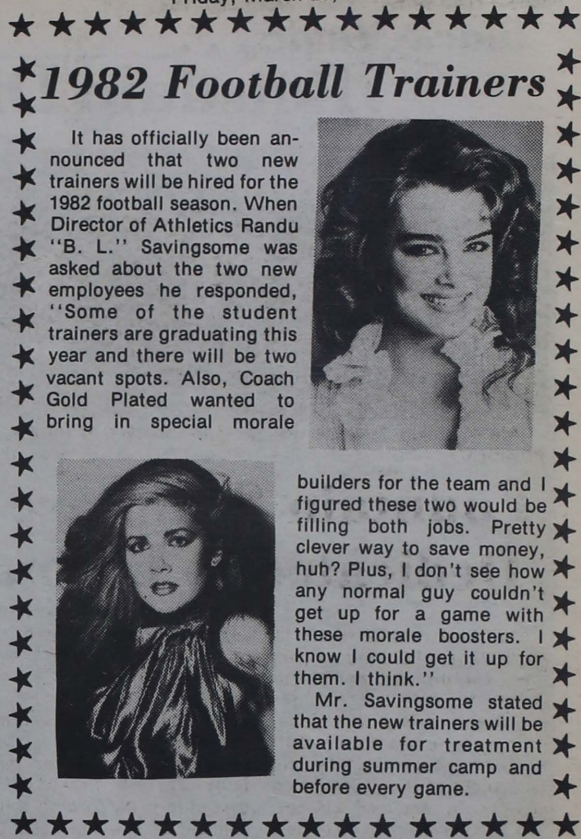 Friday, March
1982 Football Trainers
It has officially been an-
nounced that two new
trainers will be hired for the
1982 football season. When
Director of Athletics Randu
"B. L." Savingsome was
asked about the two new
employees he responded,
"Some of the student
trainers are graduating this
year and there will be two
vacant spots. Also, Coach
Gold Plated wanted to
bring in special morale
builders for the team and I
figured these two would be
filling both jobs. Pretty
clever way to save money,
huh? Plus, I don't see how
any normal guy couldn't
get up for a game with
these morale boosters. I
know I could get it up for
them. I think."
Mr. Savingsome stated
that the new trainers will be
available for treatment
during summer camp and
before every game.